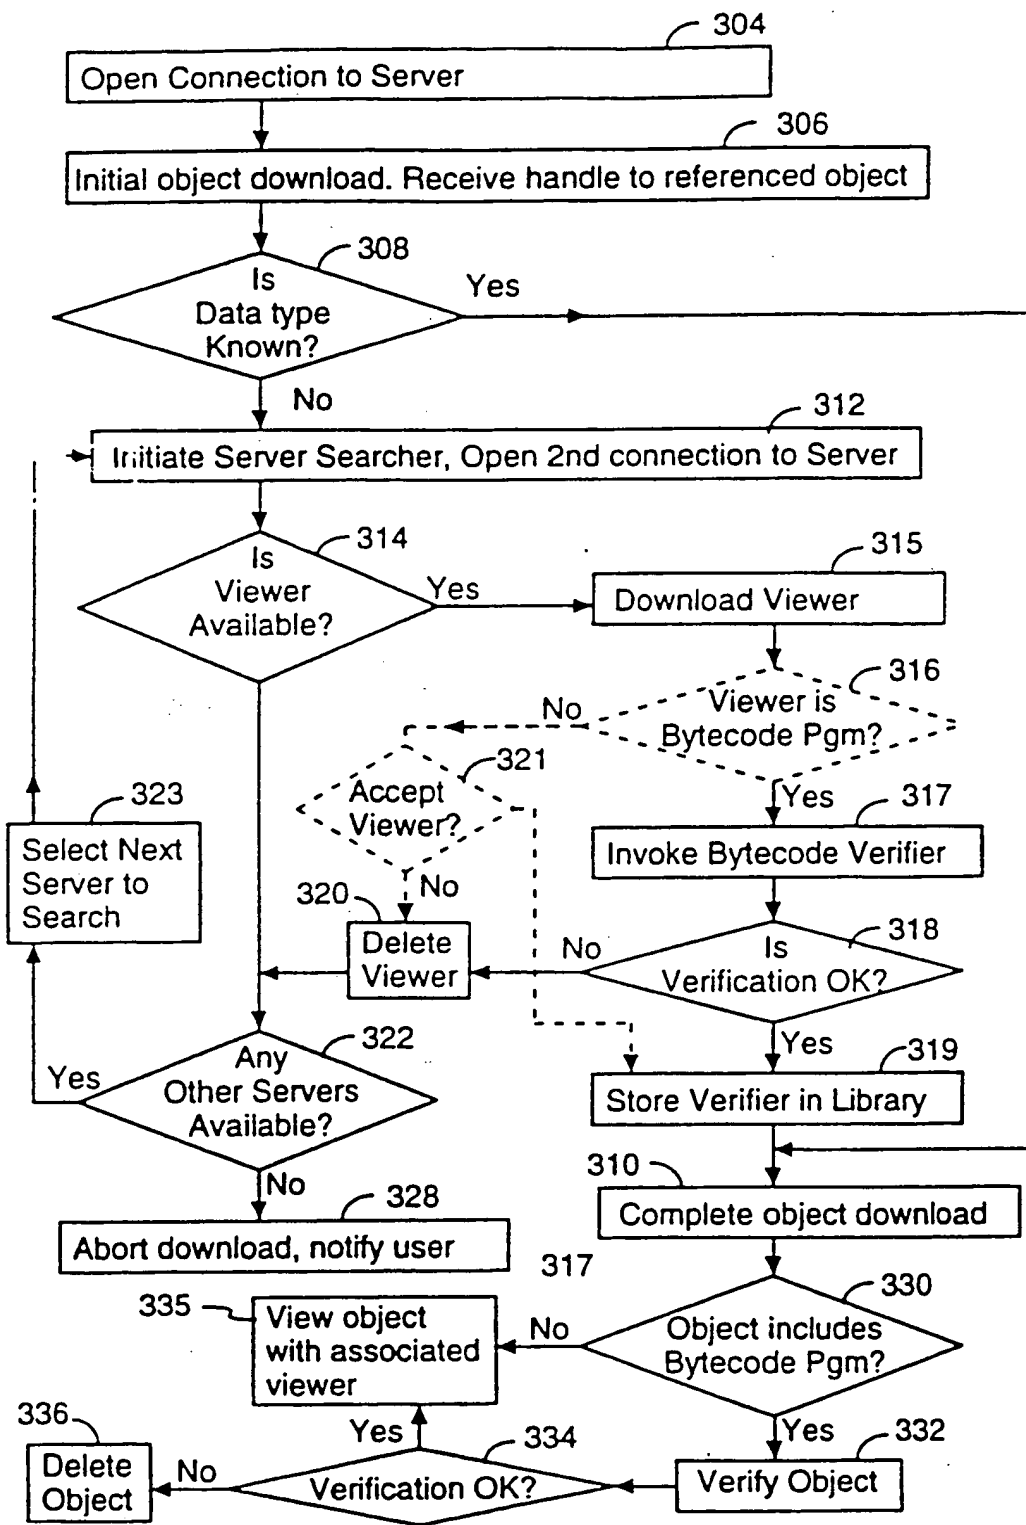 304
Open Connection to Server
306
Initial object download. Receive handle to referenced object
308
Is
Data type
Known?
Yes
No
312
Initiate Server Searcher, Open 2nd connection to Server
314
Is
Viewer
Available?
Yes
315
Download Viewer
316
Viewer is
Bytecode Pgm?
No
Yes
321
Accept
Viewer?
No
323
Select Next
Server to
Search
317
Invoke Bytecode Verifier
320
Delete
Viewer
318
Is
Verification OK?
No
Yes
322
Any
Other Servers
Available?
Yes
No
319
Store Verifier in Library
310
Complete object download
328
Abort download, notify user
317
330
Object includes
Bytecode Pgm?
No
Yes
335
View object
with associated
viewer
332
Verify Object
334
Verification OK?
Yes
No
336
Delete
Object